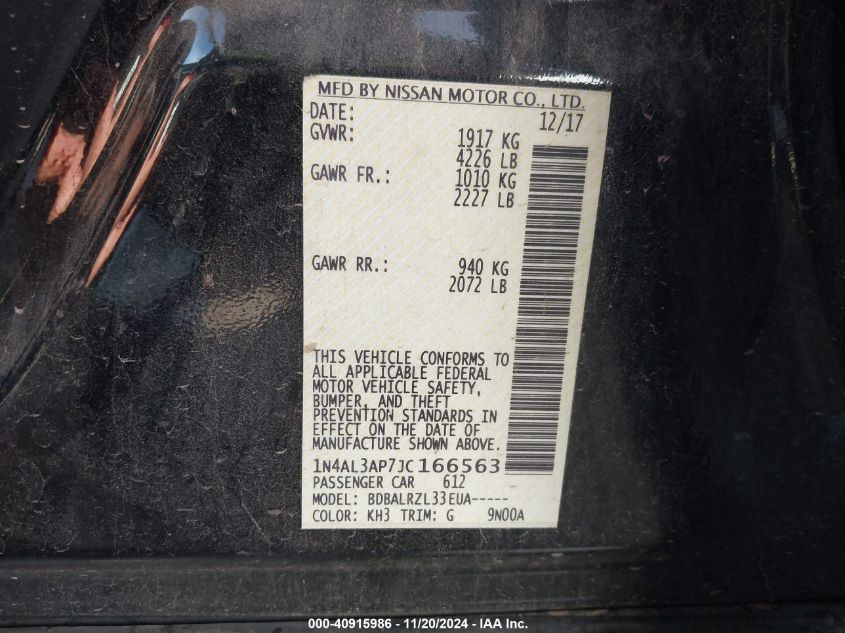 MFD BY NISSAN MOTOR CO., LTD.
DATE: 12/17
GVWR: 1917 KG
4226 LB
GAWR FR.: 1010 KG
2227 LB
GAWR RR.: 940 KG
2072 LB
THIS VEHICLE CONFORMS TO
ALL APPLICABLE FEDERAL
MOTOR VEHICLE SAFETY,
BUMPER, AND THEFT
PREVENTION STANDARDS IN
EFFECT ON THE DATE OF
MANUFACTURE SHOWN ABOVE.
1N4AL3AP7JC166563
PASSENGER CAR 612
MODEL: BDBALRZL33EUA-----
COLOR: KH3 TRIM: G 9N00A
000-40915986 - 11/20/2024 - IAA Inc.